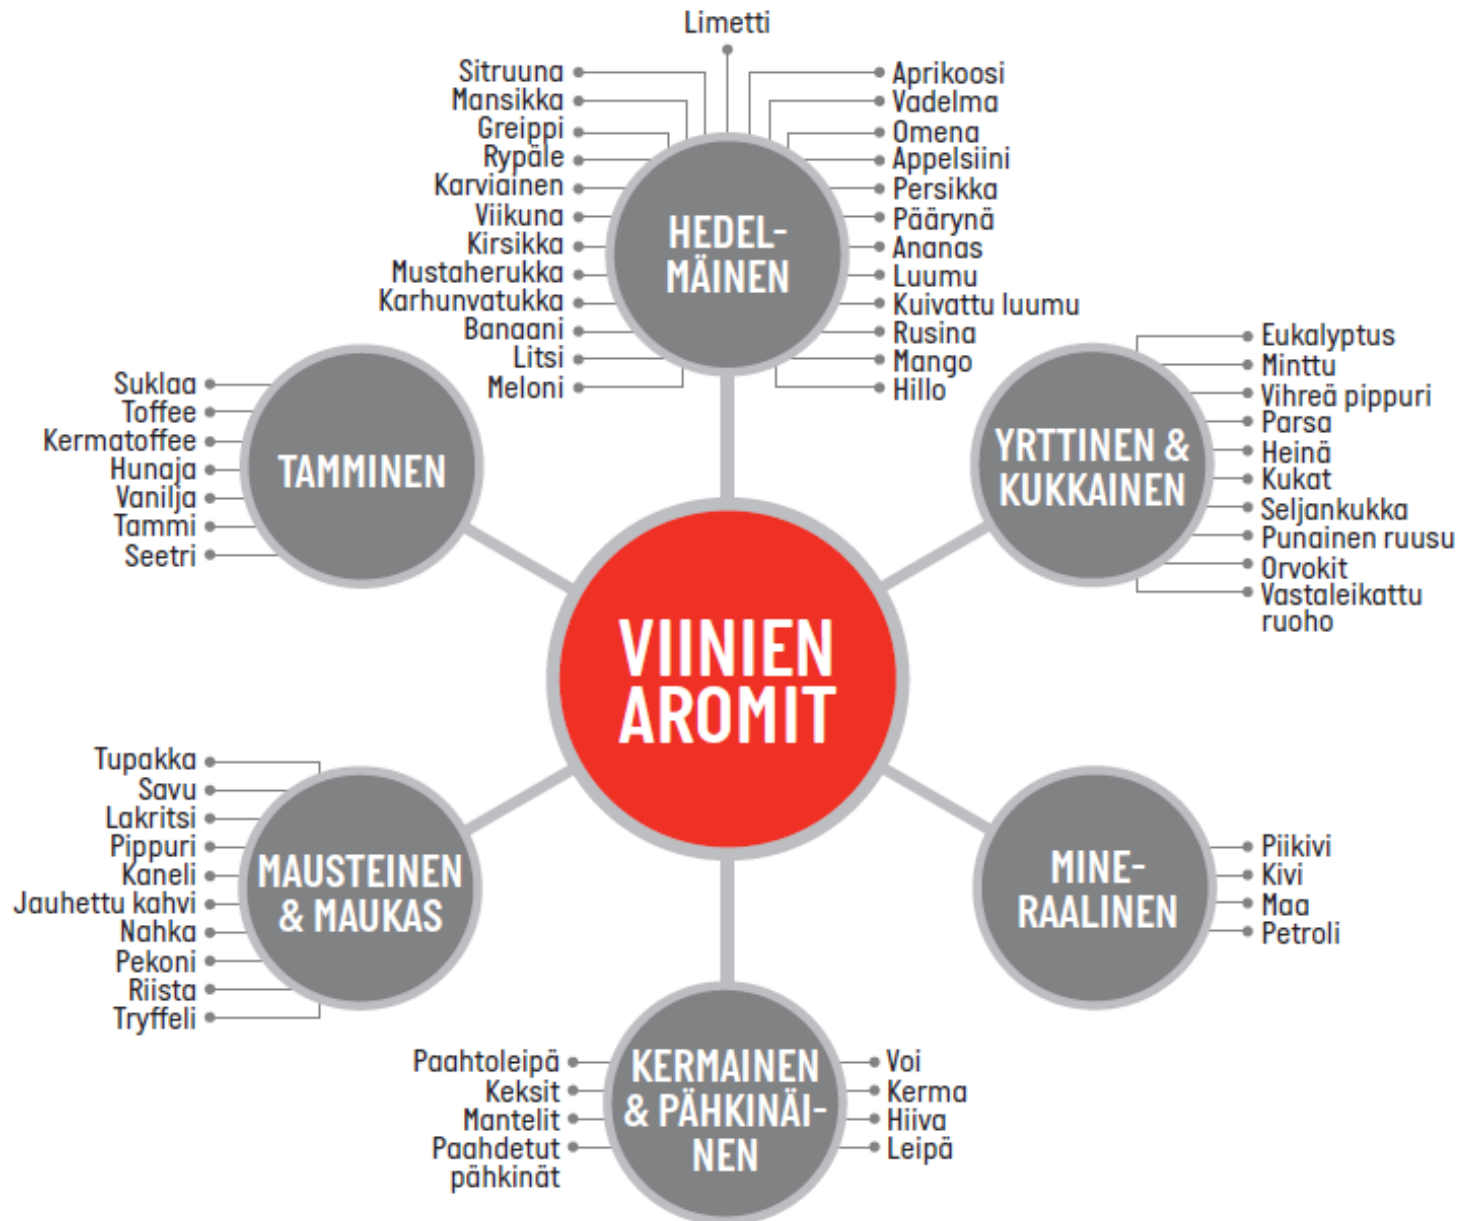 Limetti
Sitruuna
Mansikka
Greippi
Rypäle
Karviainen
Viikuna
Kirsikka
Mustaherukka
Karhunvatukka
Banaani
Litsi
Meloni
HEDEL-
MÄINEN
Aprikoosi
Vadelma
Omena
Appelsiini
Persikka
Päärynä
Ananas
Luumu
Kuivattu luumu
Rusina
Mango
Hillo
Suklaa
Toffee
Kermatoffee
Hunaja
Vanilja
Tammi
Seetri
TAMMINEN
YRTTINEN &
KUKKAINEN
Eukalyptus
Minttu
Vihreä pippuri
Parsa
Heinä
Kukat
Seljankukka
Punainen ruusu
Orvokit
Vastaleikattu
ruoho
VIINIEN
AROMIT
Tupakka
Savu
Lakritsi
Pippuri
Kaneli
Jauhettu kahvi
Nahka
Pekoni
Riista
Tryffeli
MAUSTEINEN
& MAUKAS
MINE-
RAALINEN
Piikivi
Kivi
Maa
Petroli
Paahtoleipä
Keksit
Mantelit
Paahdetut
pähkinät
KERMAINEN
& PÄHKINÄI-
NEN
Voi
Kerma
Hiiva
Leipä